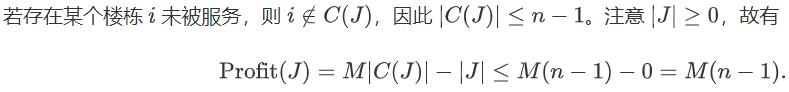 若存在某个楼栋 i 未被服务，则 i ∉ C(J)，因此 |C(J)| ≤ n − 1。注意 |J| ≥ 0，故有
Profit(J) = M|C(J)| − |J| ≤ M(n − 1) − 0 = M(n − 1).